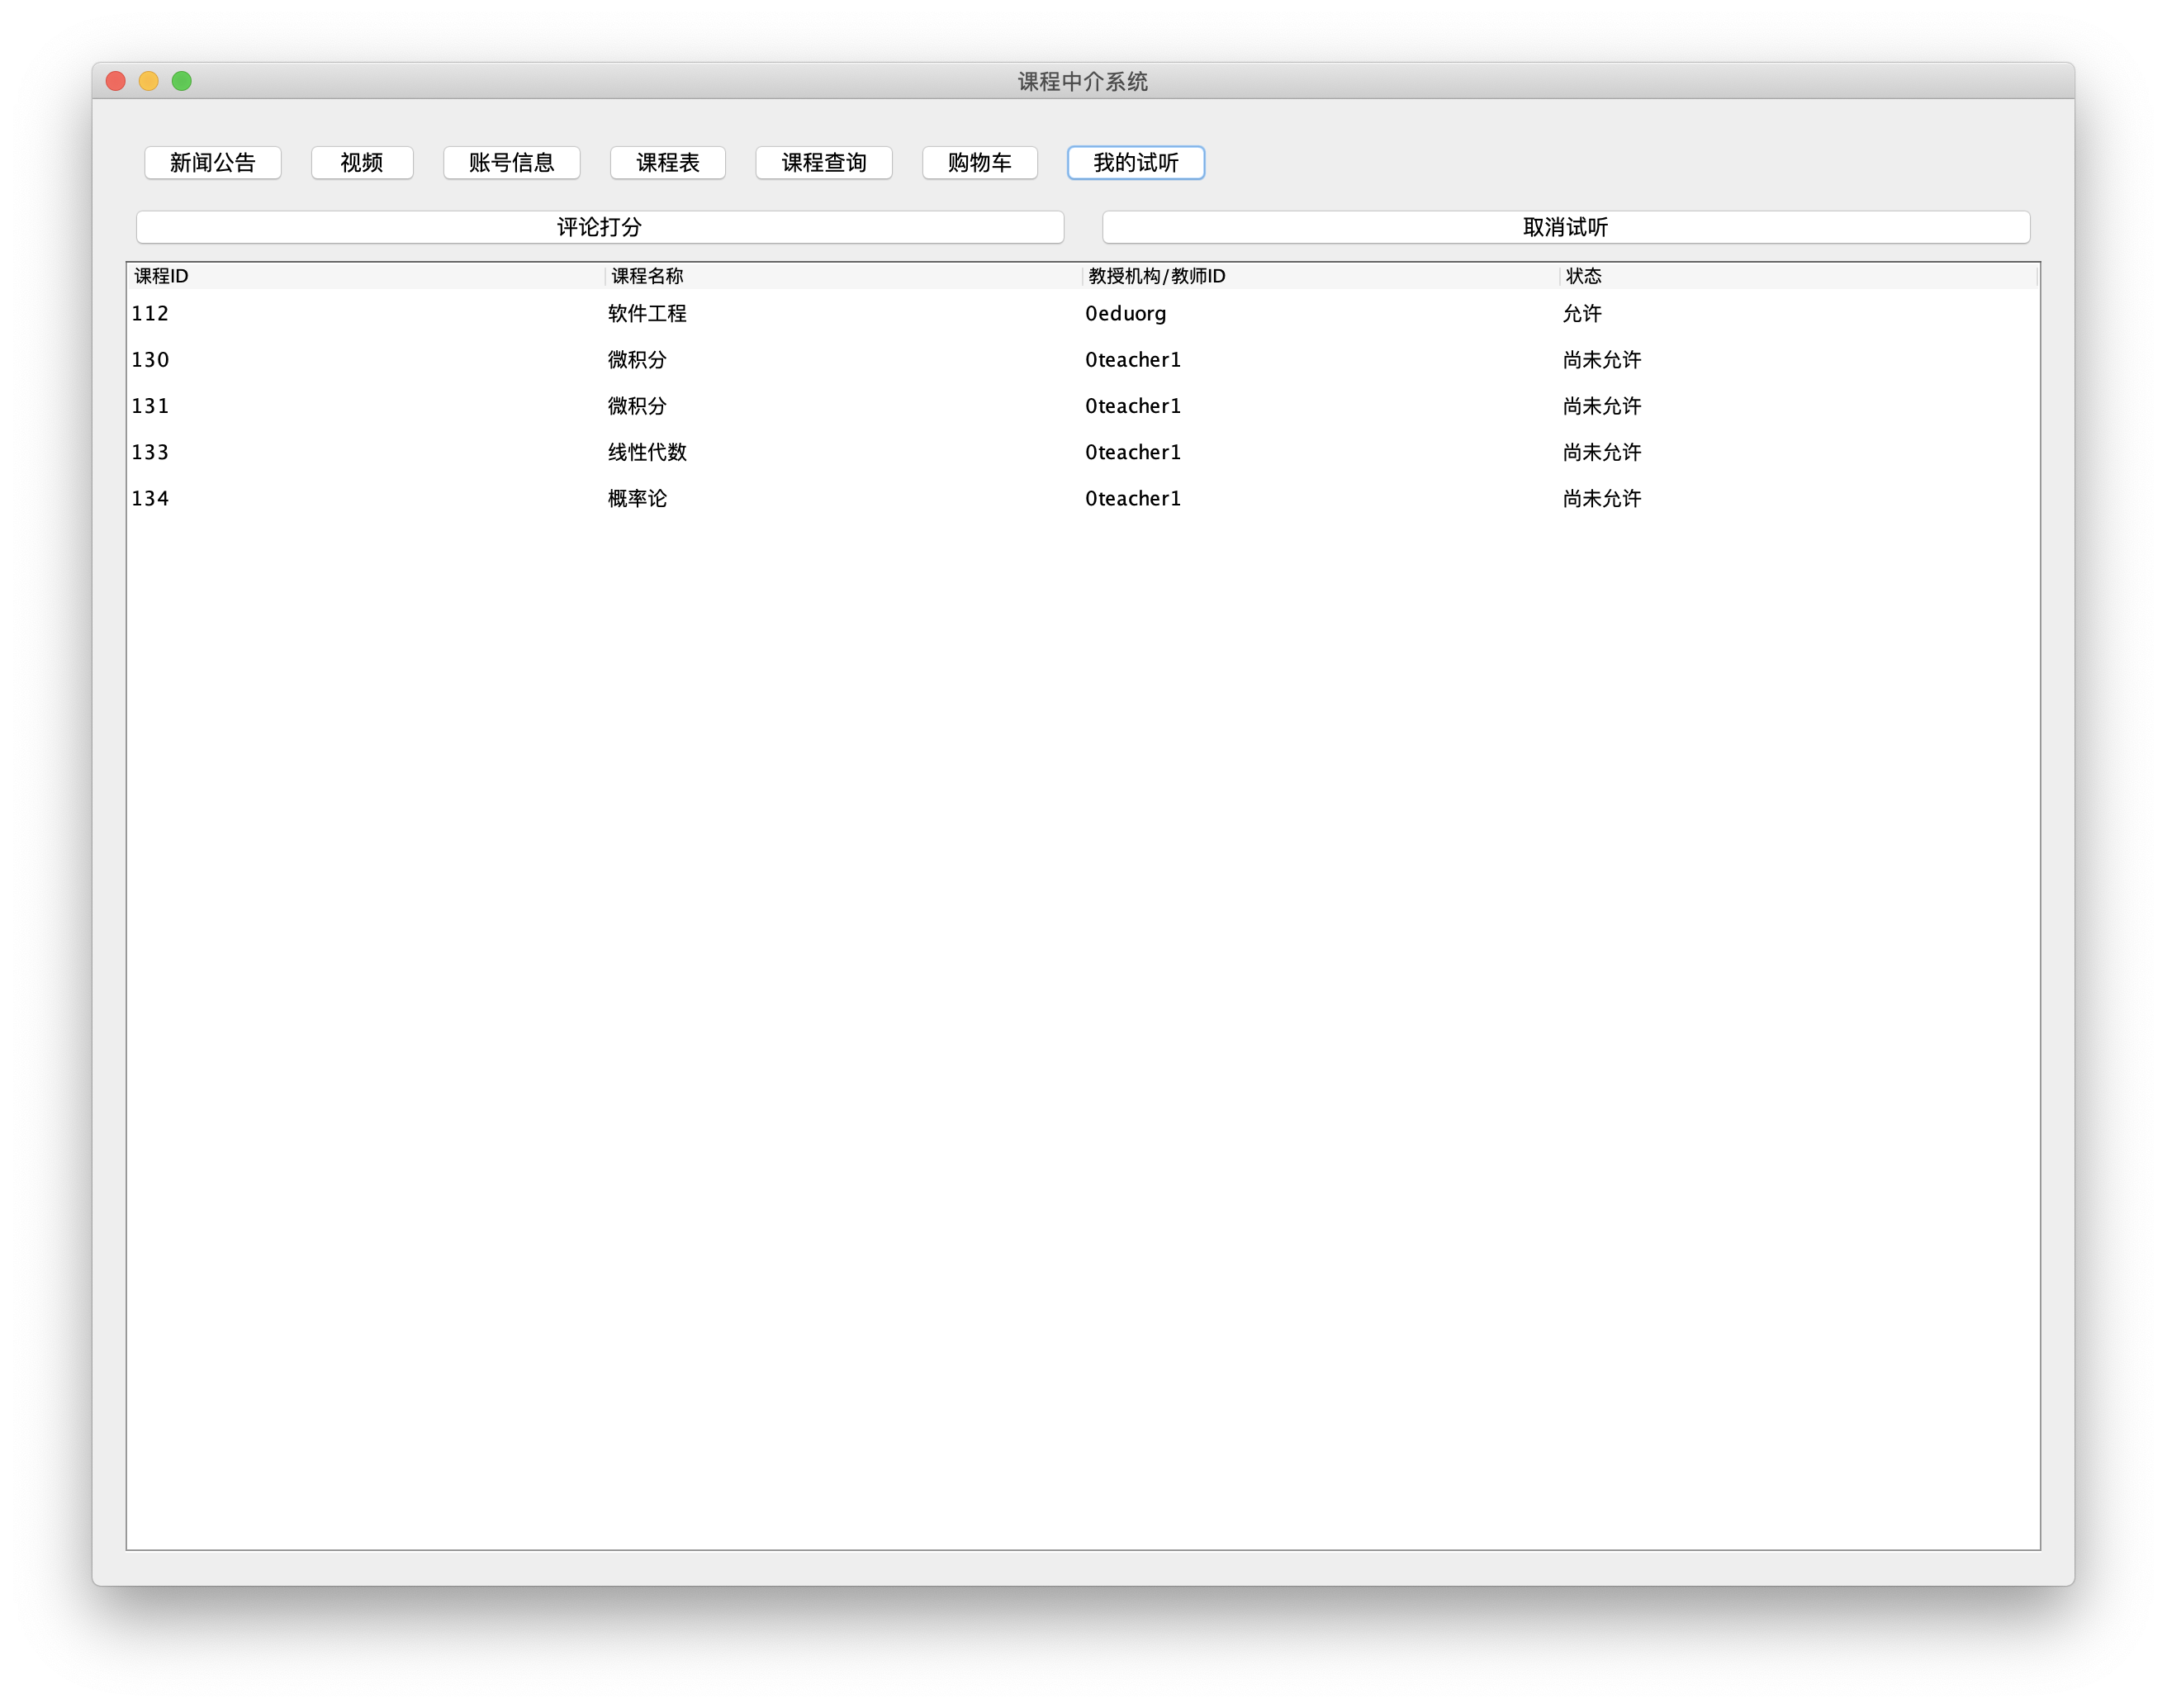 课程中介系统
新闻公告 视频 账号信息 课程表 课程查询 购物车 我的试听
评论打分 取消试听
课程ID 课程名称 教授机构/教师ID 状态
112 软件工程 0eduorg 允许
130 微积分 0teacher1 尚未允许
131 微积分 0teacher1 尚未允许
133 线性代数 0teacher1 尚未允许
134 概率论 0teacher1 尚未允许